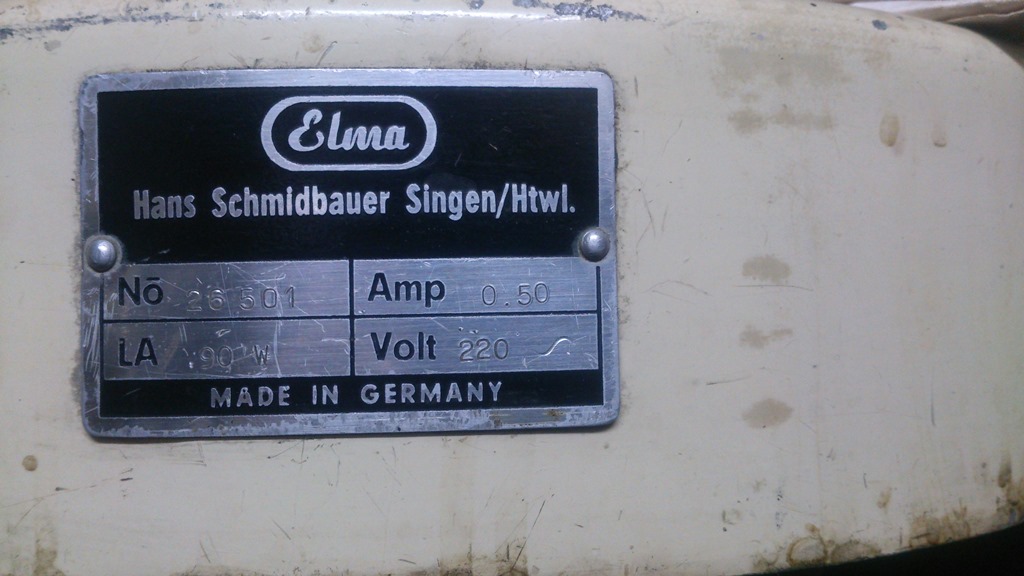 Elma
Hans Schmidbauer Singen/Htwl.
Nō 26 501 Amp 0.50
LA 90 W Volt 220 ~
MADE IN GERMANY